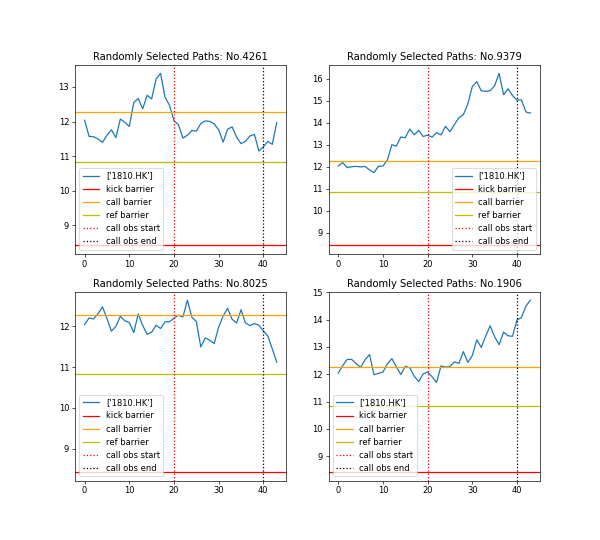 Randomly Selected Paths: No.4261
13
12
11
10
9
['1810.HK']
kick barrier
call barrier
ref barrier
call obs start
call obs end
0 10 20 30 40
Randomly Selected Paths: No.9379
16
15
14
13
12
11
10
9
['1810.HK']
kick barrier
call barrier
ref barrier
call obs start
call obs end
0 10 20 30 40
Randomly Selected Paths: No.8025
12
11
10
9
['1810.HK']
kick barrier
call barrier
ref barrier
call obs start
call obs end
0 10 20 30 40
Randomly Selected Paths: No.1906
15
14
13
12
11
10
9
['1810.HK']
kick barrier
call barrier
ref barrier
call obs start
call obs end
0 10 20 30 40